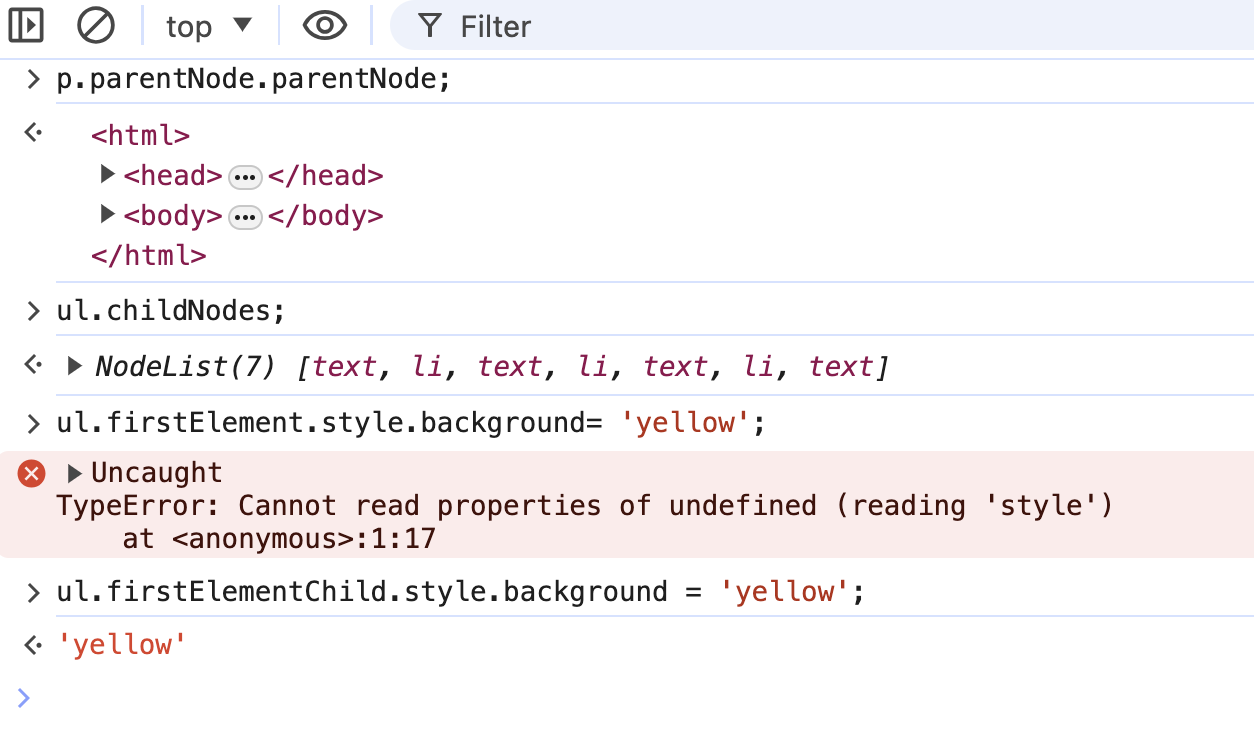 top Filter
p.parentNode.parentNode;
<html>
<head> ••• </head>
<body> ••• </body>
</html>
ul.childNodes;
NodeList(7) [text, li, text, li, text, li, text]
ul.firstElement.style.background= 'yellow';
Uncaught
TypeError: Cannot read properties of undefined (reading 'style')
at <anonymous>:1:17
ul.firstElementChild.style.background = 'yellow';
'yellow'